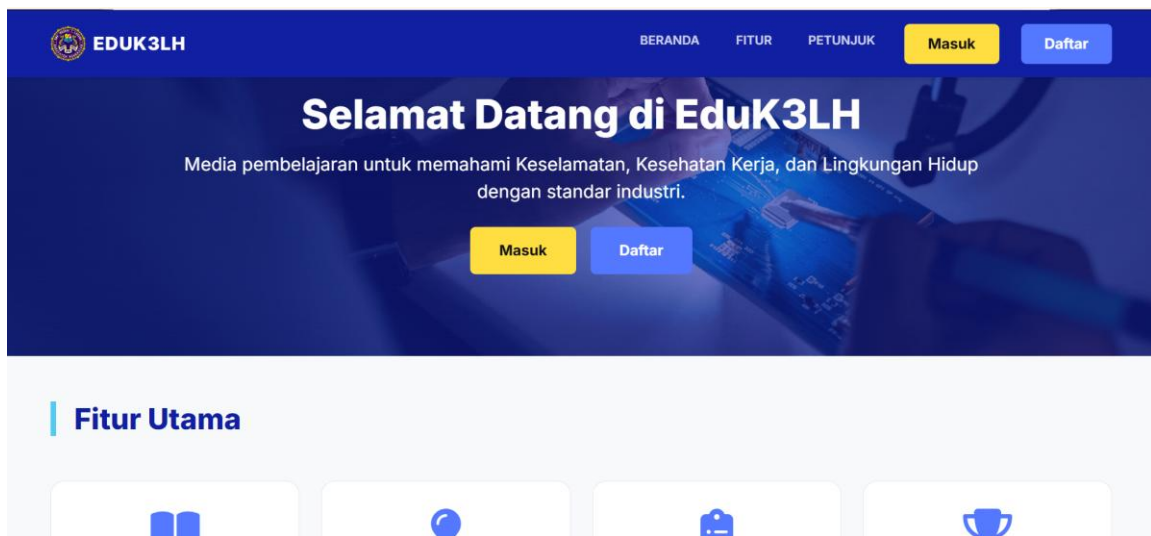 EDUK3LH
BERANDA FITUR PETUNJUK Masuk Daftar
Selamat Datang di EduK3LH
Media pembelajaran untuk memahami Keselamatan, Kesehatan Kerja, dan Lingkungan Hidup
dengan standar industri.
Masuk Daftar
Fitur Utama